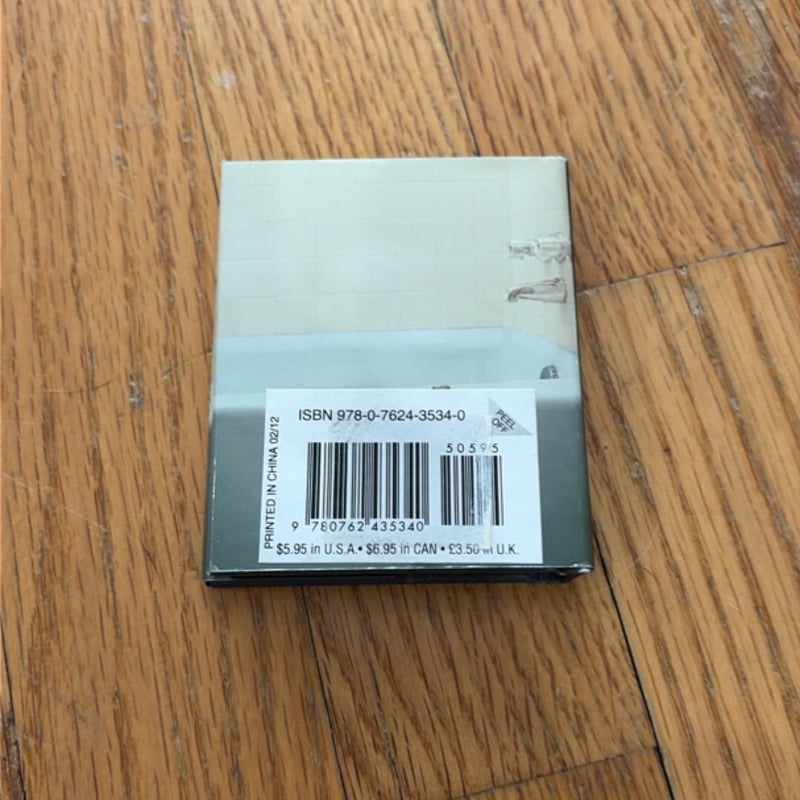 ISBN 978-0-7624-3534-0
PEEL
OFF
PRINTED IN CHINA 02/12
50595
9 780762 435340
$5.95 in U.S.A. • $6.95 in CAN • £3.50 in U.K.